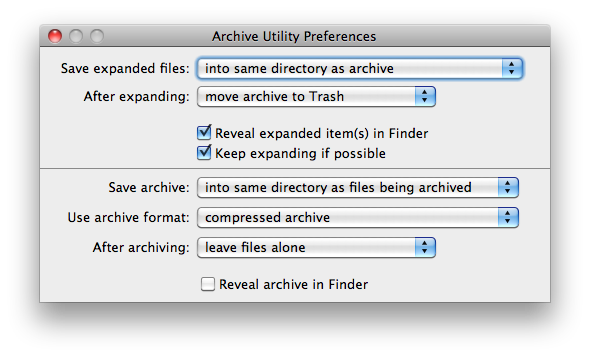 Archive Utility Preferences
Save expanded files: into same directory as archive
After expanding: move archive to Trash
Reveal expanded item(s) in Finder
Keep expanding if possible
Save archive: into same directory as files being archived
Use archive format: compressed archive
After archiving: leave files alone
Reveal archive in Finder